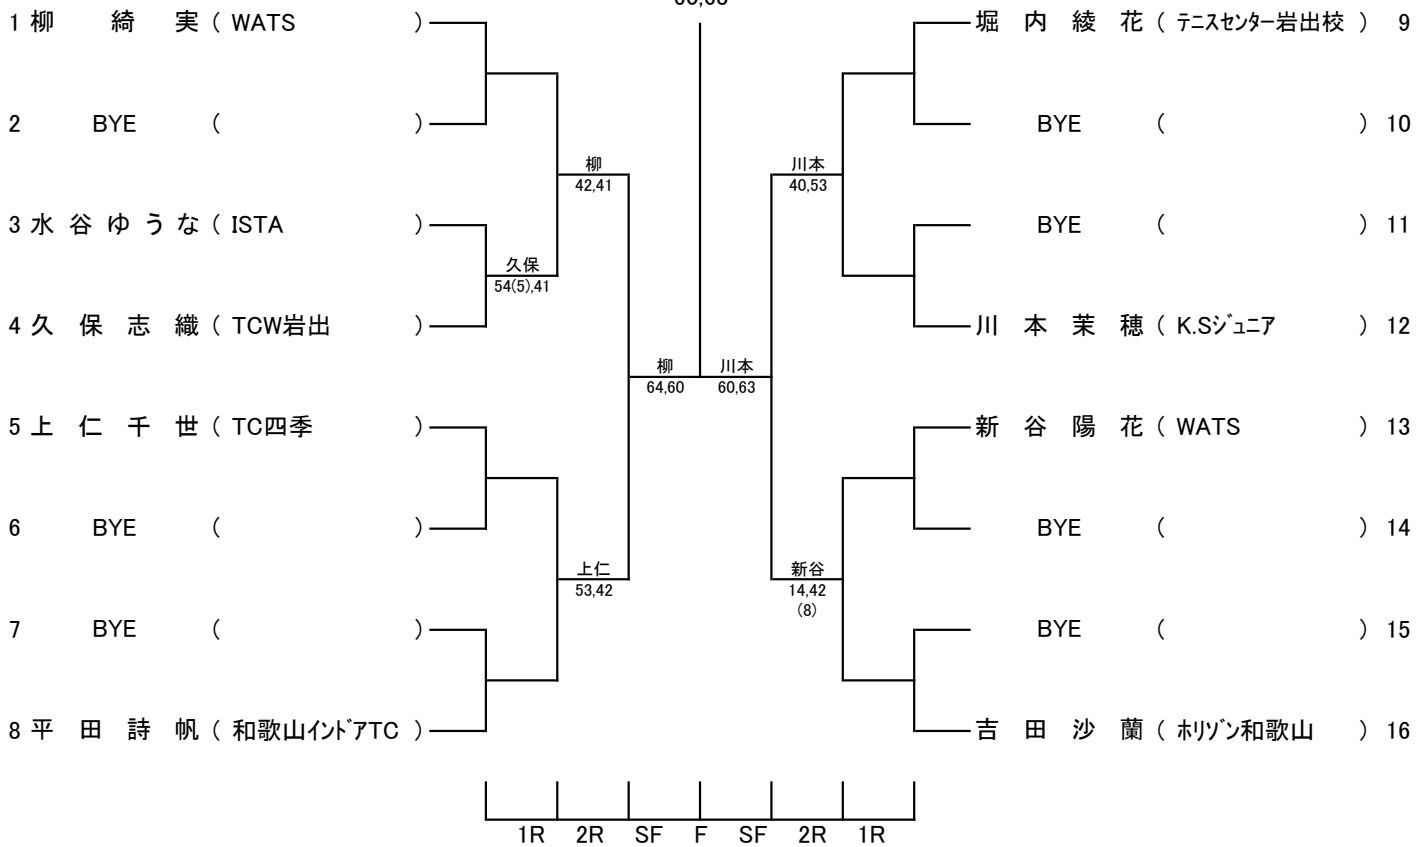 1 柳 綺 実 ( WATS )
2 BYE ( )
柳
42,41
3 水 谷 ゆ う な ( ISTA )
久保
54(5),41
4 久 保 志 織 ( TCW岩出 )
柳
64,60
5 上 仁 千 世 ( TC四季 )
6 BYE ( )
上仁
53,42
7 BYE ( )
8 平 田 詩 帆 ( 和歌山インドアTC )
堀 内 綾 花 ( テニスセンター岩出校 ) 9
BYE ( ) 10
川本
40,53
BYE ( ) 11
川 本 茉 穂 ( K.Sジュニア ) 12
川本
60,63
新 谷 陽 花 ( WATS ) 13
BYE ( ) 14
新谷
14,42
(8)
BYE ( ) 15
吉 田 沙 蘭 ( ホリゾン和歌山 ) 16
1R 2R SF F SF 2R 1R